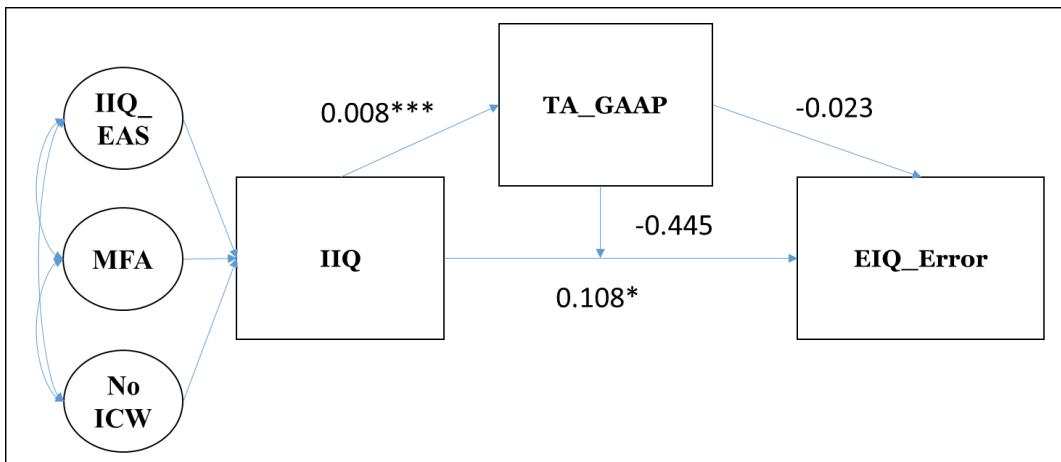 IIQ_
EAS
MFA
No
ICW
IIQ
0.008***
TA_GAAP
-0.023
-0.445
0.108*
EIQ_Error